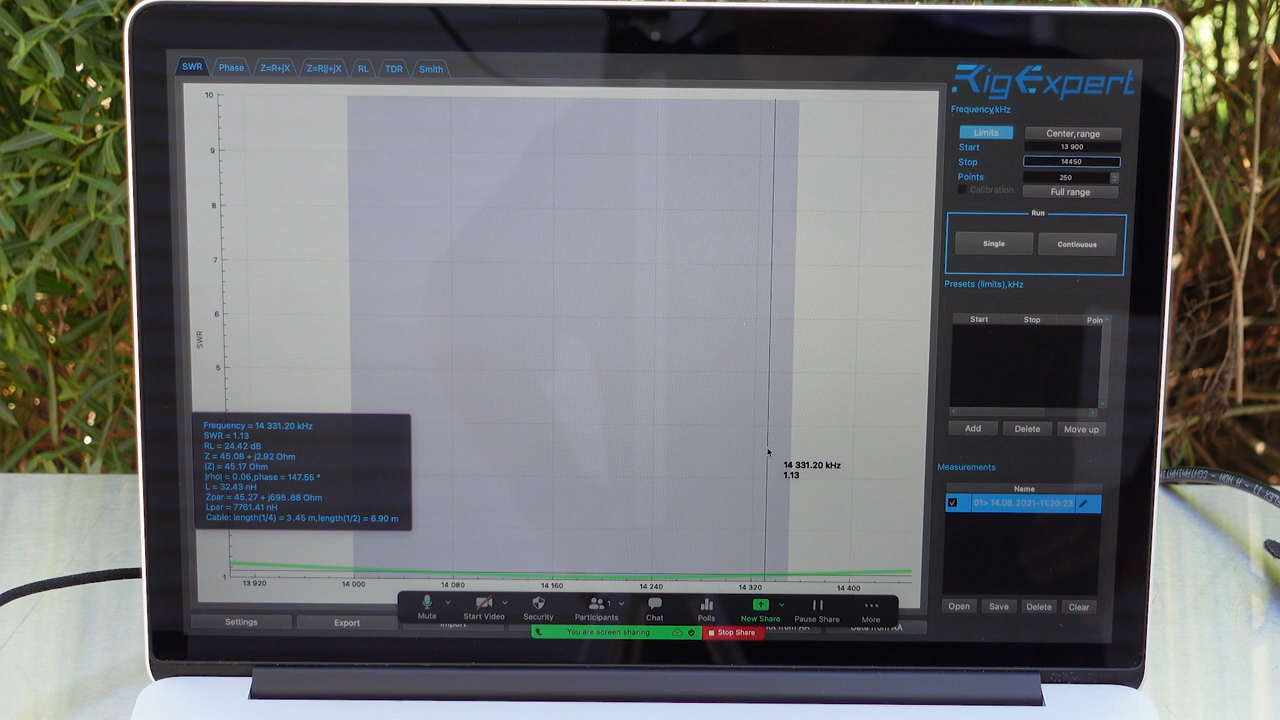 SWR Phase Z=R+jX Z=R||+jX RL TDR Smith
RigExpert
Frequency,kHz
Limits Center,range
Start 13 900
Stop 14450
Points 250
Calibration Full range
Run
Single Continuous
Presets (limits),kHz
Start Stop Poin
Add Delete Move up
Measurements
Name
01> 14.08.2021-11:20:23
Open Save Delete Clear
10
9
8
7
6
5
1
SWR
Frequency = 14 331.20 kHz
SWR = 1.13
RL = 24.42 dB
Z = 45.08 + j2.92 Ohm
|Z| = 45.17 Ohm
|rho| = 0.06,phase = 147.55 °
L = 32.43 nH
Zpar = 45.27 + j698.88 Ohm
Lpar = 7761.41 nH
Cable: length(1/4) = 3.45 m,length(1/2) = 6.90 m
14 331.20 kHz
1.13
13 920 14 000 14 080 14 160 14 240 14 320 14 400
Mute Start Video Security Participants 1 Chat Polls New Share Pause Share More
Settings Export Import from AA Data from AA
You are screen sharing Stop Share